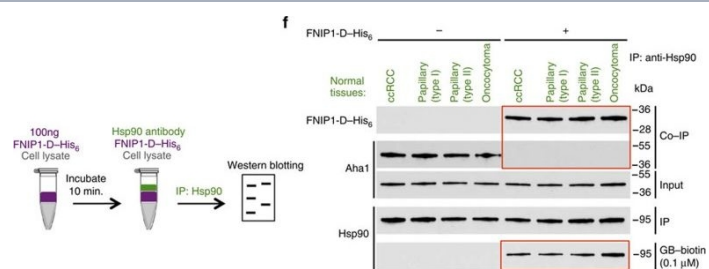 f
FNIP1-D–His6
–
+
IP: anti-Hsp90
Normal
tissues:
ccRCC
Papillary
(type I)
Papillary
(type II)
Oncocytoma
ccRCC
Papillary
(type I)
Papillary
(type II)
Oncocytoma
kDa
FNIP1-D–His6
–36
–28
Co–IP
Aha1
–55
–36
–55
–36
Input
Hsp90
–95
IP
–95
GB–biotin
(0.1 μM)
100ng
FNIP1-D–His6
Cell lysate
Incubate
10 min.
Hsp90 antibody
FNIP1-D–His6
Cell lysate
IP: Hsp90
Western blotting